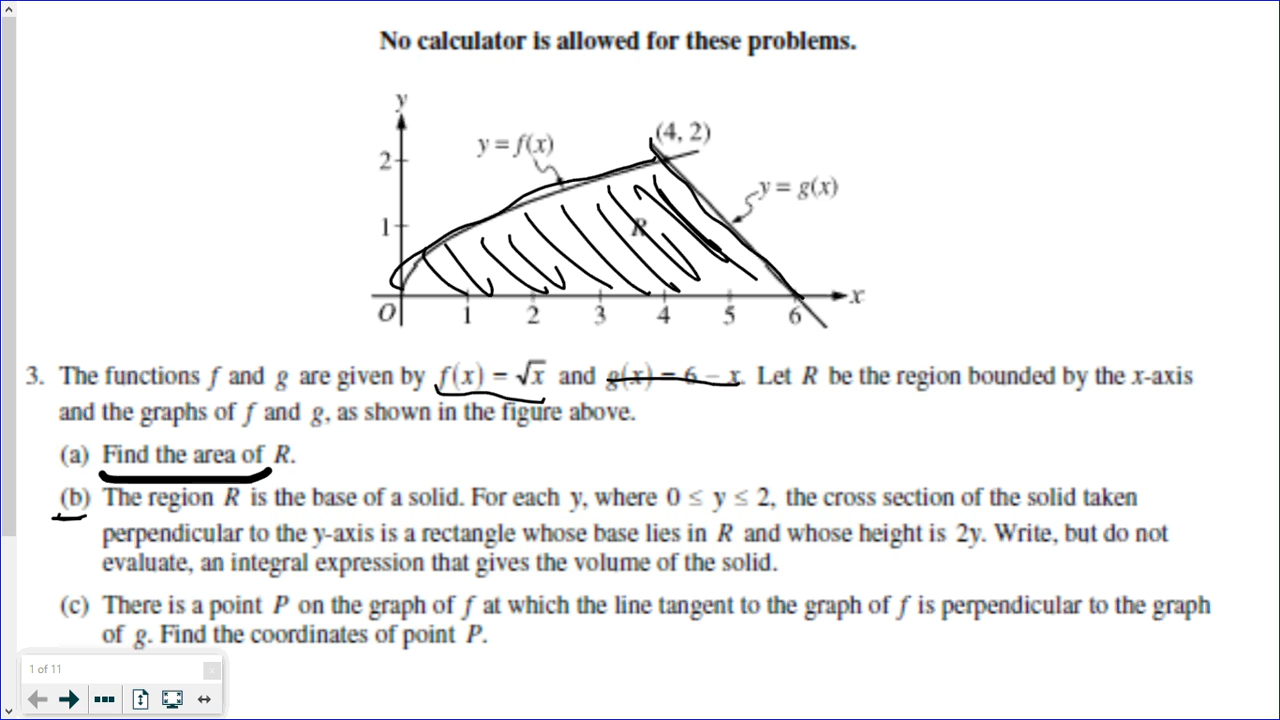 No calculator is allowed for these problems.
y
(4, 2)
y = f(x)
2
y = g(x)
1
R
O 1 2 3 4 5 6 x
3. The functions f and g are given by f(x) = √x and g(x) = 6 − x. Let R be the region bounded by the x-axis
and the graphs of f and g, as shown in the figure above.
(a) Find the area of R.
(b) The region R is the base of a solid. For each y, where 0 ≤ y ≤ 2, the cross section of the solid taken
perpendicular to the y-axis is a rectangle whose base lies in R and whose height is 2y. Write, but do not
evaluate, an integral expression that gives the volume of the solid.
(c) There is a point P on the graph of f at which the line tangent to the graph of f is perpendicular to the graph
of g. Find the coordinates of point P.
1 of 11